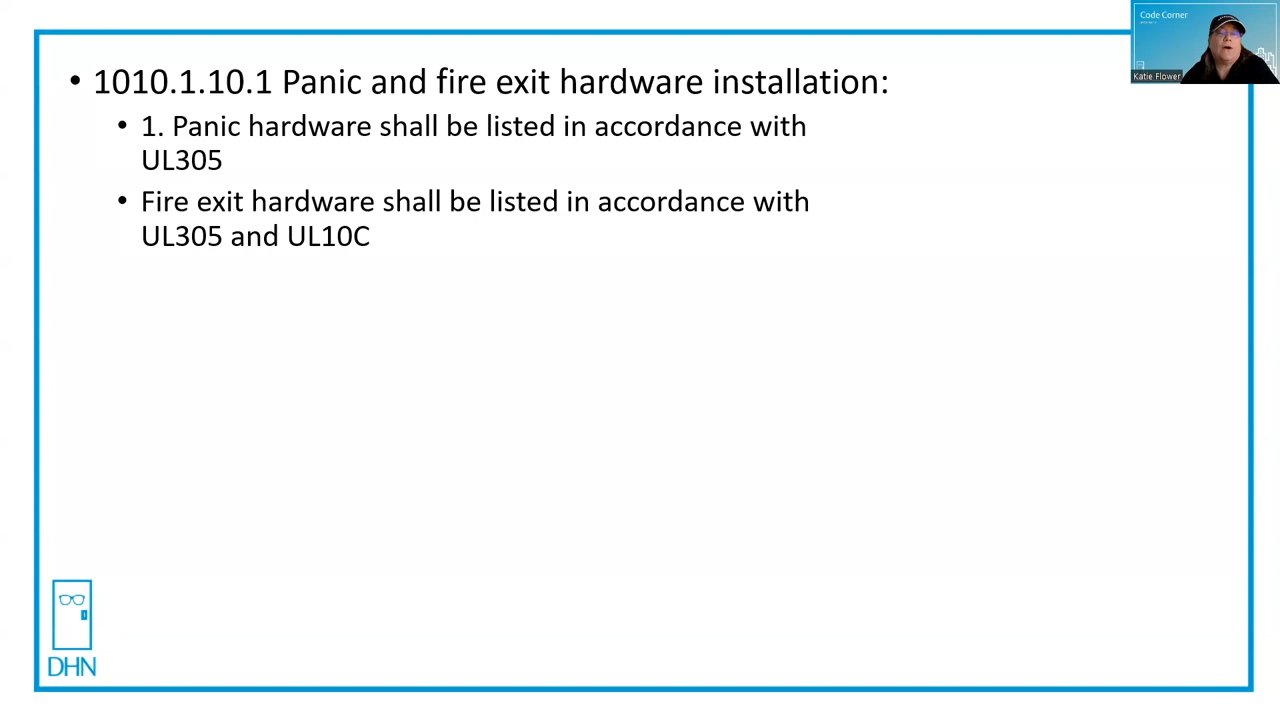 Code Corner
Katie Flower
• 1010.1.10.1 Panic and fire exit hardware installation:
• 1. Panic hardware shall be listed in accordance with
UL305
• Fire exit hardware shall be listed in accordance with
UL305 and UL10C
DHN